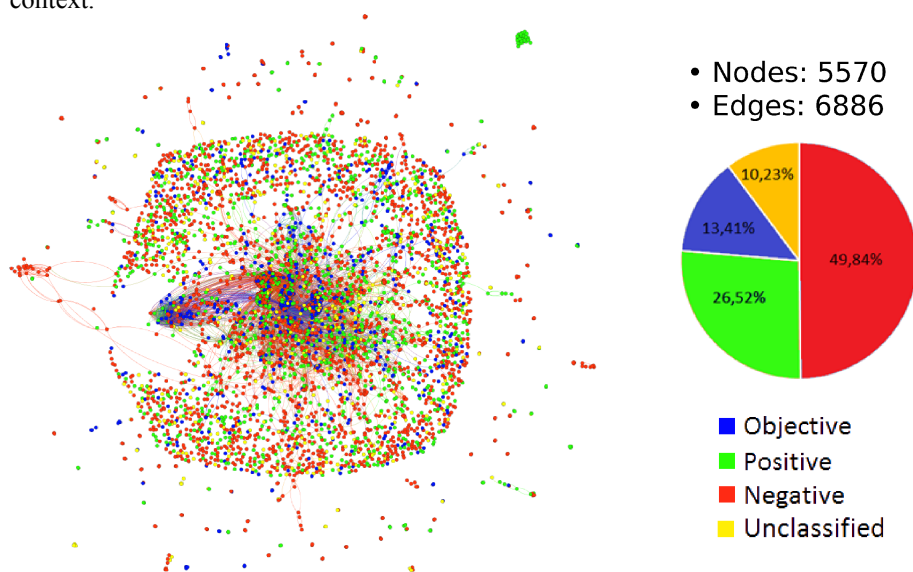 context.
• Nodes: 5570
• Edges: 6886
10,23%
13,41%
49,84%
26,52%
Objective
Positive
Negative
Unclassified